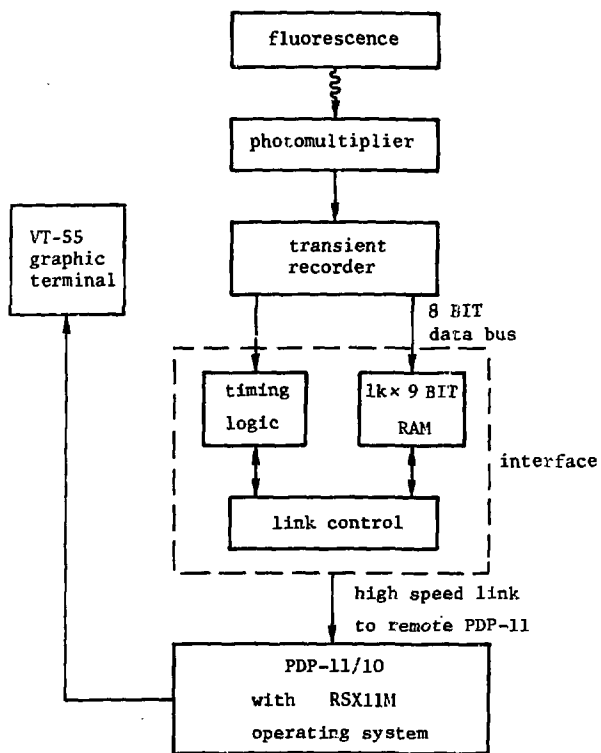 fluorescence
photomultiplier
VT-55
graphic
terminal
transient
recorder
8 BIT
data bus
timing
logic
1k× 9 BIT
RAM
interface
link control
high speed link
to remote PDP-11
PDP-11/10
with RSX11M
operating system